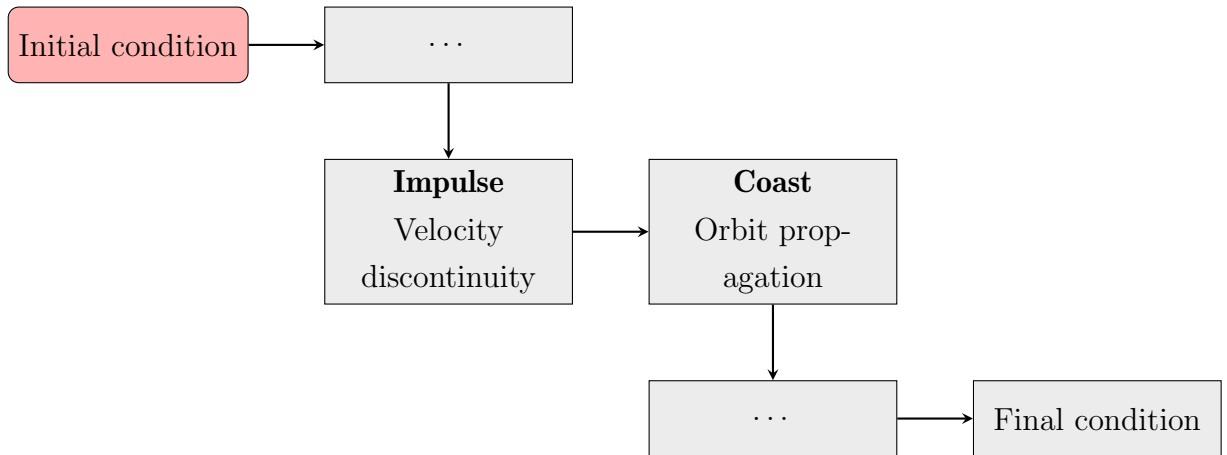 Initial condition
...
Impulse
Velocity
discontinuity
Coast
Orbit prop-
agation
...
Final condition